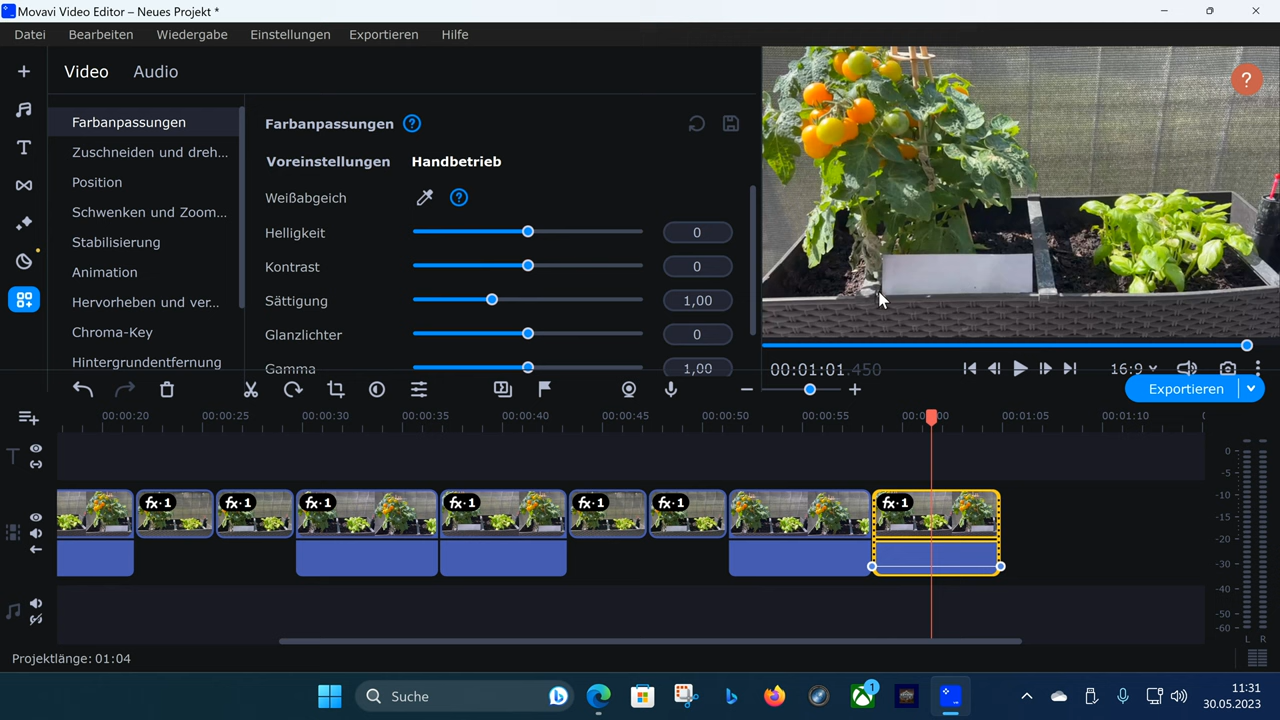 Movavi Video Editor – Neues Projekt *
Datei Bearbeiten Wiedergabe Einstellungen Exportieren Hilfe
Video Audio
Farbanpassungen
Zuschneiden und dreh...
Position
Schwenken und Zoom...
Stabilisierung
Animation
Hervorheben und ver...
Chroma-Key
Hintergrundentfernung
Farbanpassungen ?
Voreinstellungen Handbetrieb
Weißabgeich ?
Helligkeit 0
Kontrast 0
Sättigung 1,00
Glanzlichter 0
Gamma 1,00
?
00:01:01.450
16:9
Exportieren
00:00:20 00:00:25 00:00:30 00:00:35 00:00:40 00:00:45 00:00:50 00:00:55 00:01:05 00:01:10
fx·1 fx·1 fx·1 fx·1 fx·1 fx·1 fx·1
0
-5
-10
-15
-20
-30
-40
-50
-60
L R
Projektlänge: 01:04
Suche
1
11:31
30.05.2023